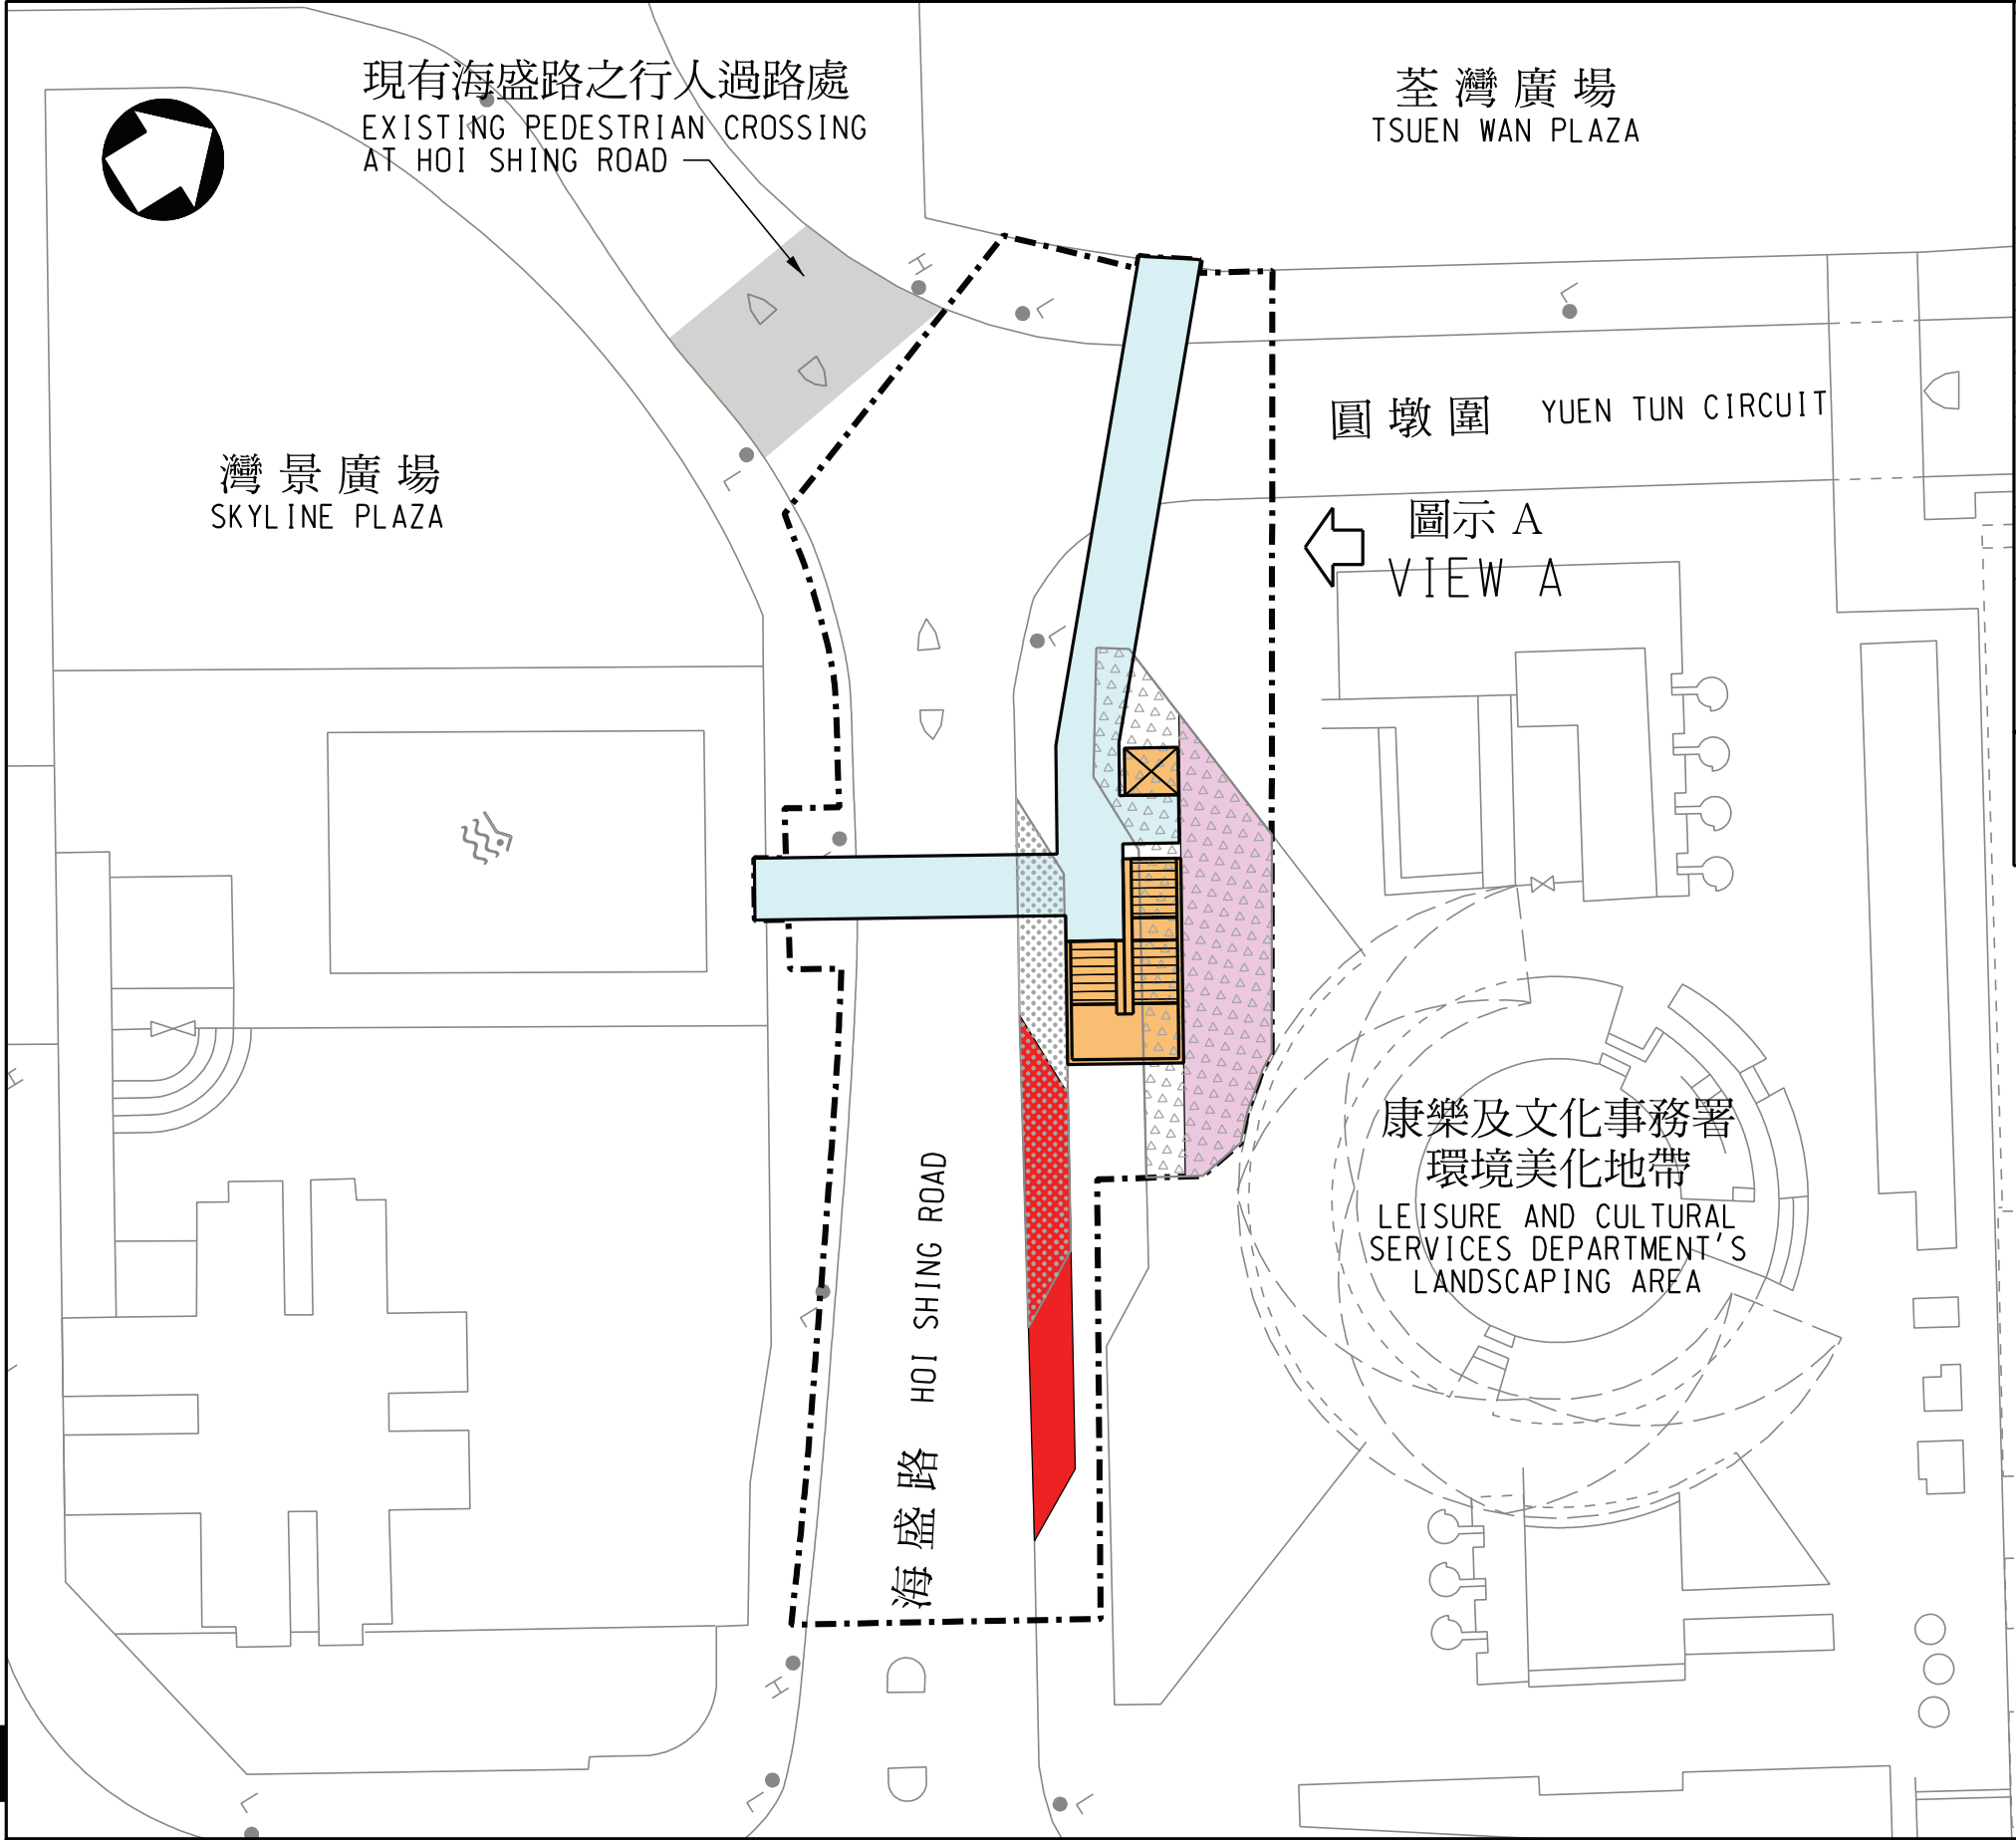 現有海盛路之行人過路處
EXISTING PEDESTRIAN CROSSING
AT HOI SHING ROAD
荃灣廣場
TSUEN WAN PLAZA
圓墩圍 YUEN TUN CIRCUIT
灣景廣場
SKYLINE PLAZA
圖示 A
VIEW A
康樂及文化事務署
環境美化地帶
LEISURE AND CULTURAL
SERVICES DEPARTMENT'S
LANDSCAPING AREA
海盛路 HOI SHING ROAD